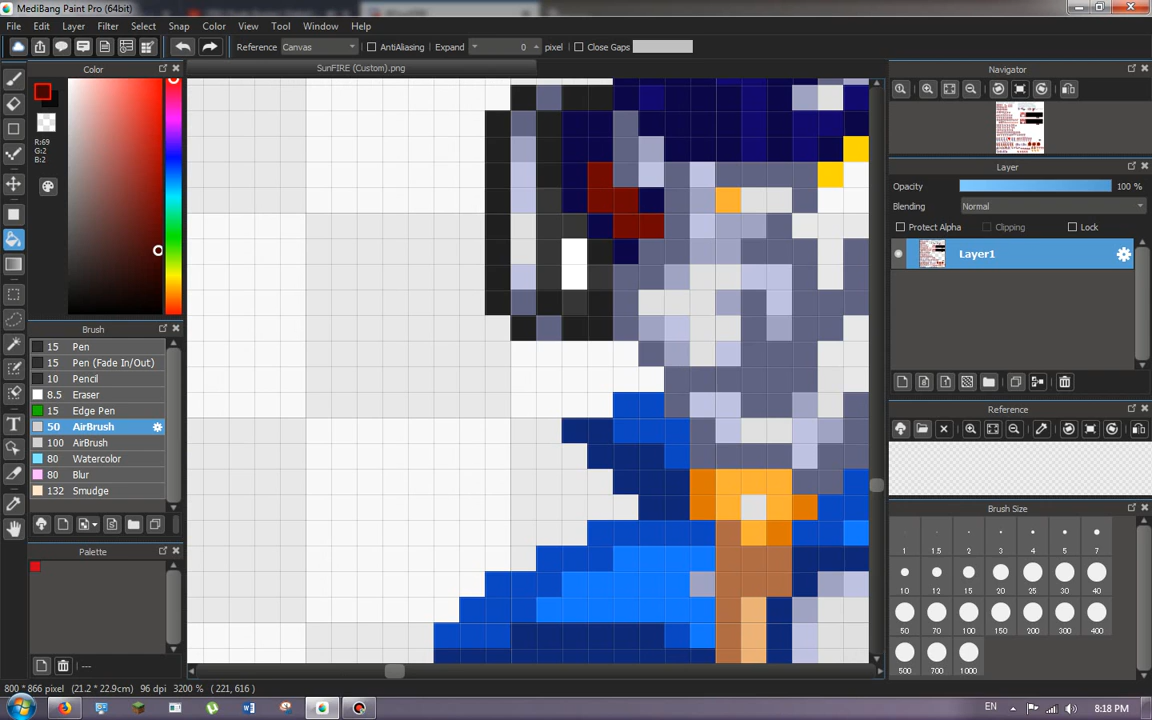 MediBang Paint Pro (64bit)
File Edit Layer Filter Select Snap Color View Tool Window Help
Reference Canvas AntiAliasing Expand 0 pixel Close Gaps
Color
SunFIRE (Custom).png
Navigator
R:69
G:2
B:2
Layer
Opacity 100 %
Blending Normal
Protect Alpha Clipping Lock
Layer1
Brush
15 Pen
15 Pen (Fade In/Out)
10 Pencil
8.5 Eraser
15 Edge Pen
50 AirBrush
100 AirBrush
80 Watercolor
80 Blur
132 Smudge
Reference
Brush Size
1 1.5 2 3 4 5 7
10 12 15 20 25 30 40
50 70 100 150 200 300 400
500 700 1000
Palette
---
800 * 866 pixel (21.2 * 22.9cm) 96 dpi 3200 % ( 221, 616 )
EN 8:18 PM